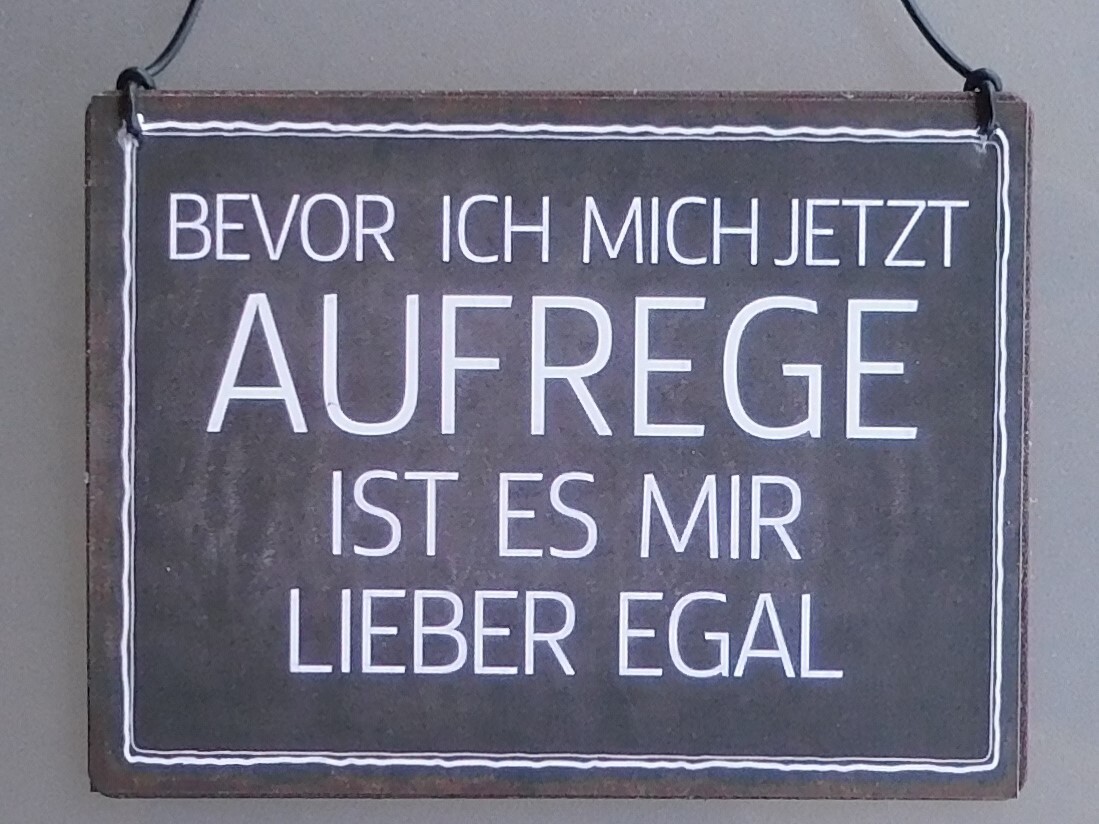 BEVOR ICH MICH JETZT
AUFREGE
IST ES MIR
LIEBER EGAL